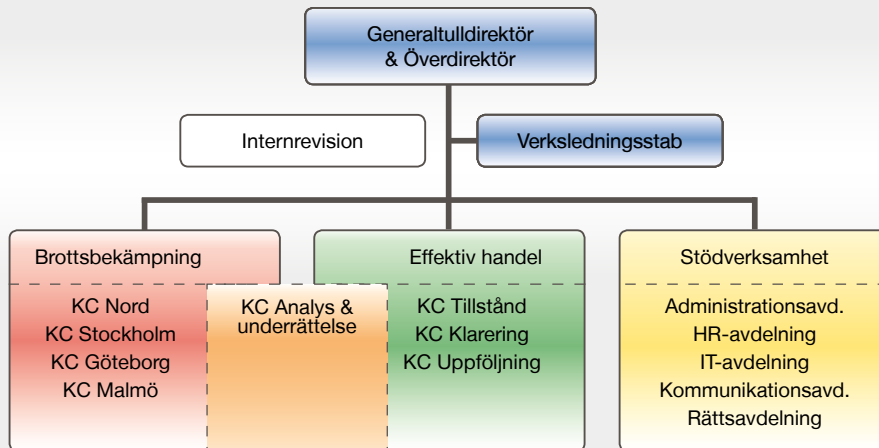 Generaltulldirektör
& Överdirektör
Internrevision
Verksledningsstab
Brottsbekämpning
KC Nord
KC Stockholm
KC Göteborg
KC Malmö
KC Analys &
underrättelse
Effektiv handel
KC Tillstånd
KC Klarering
KC Uppföljning
Stödverksamhet
Administrationsavd.
HR-avdelning
IT-avdelning
Kommunikationsavd.
Rättsavdelning